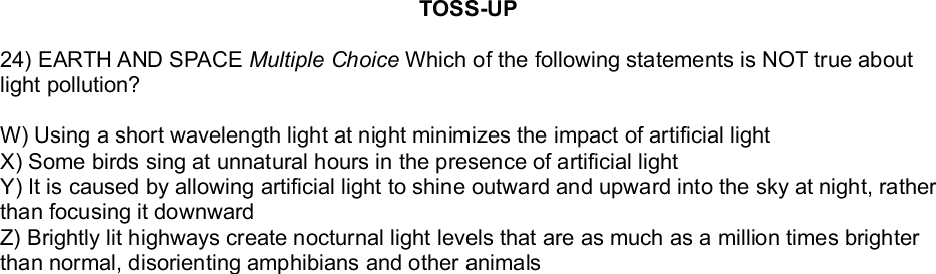 TOSS-UP
24) EARTH AND SPACE Multiple Choice Which of the following statements is NOT true about
light pollution?
W) Using a short wavelength light at night minimizes the impact of artificial light
X) Some birds sing at unnatural hours in the presence of artificial light
Y) It is caused by allowing artificial light to shine outward and upward into the sky at night, rather
than focusing it downward
Z) Brightly lit highways create nocturnal light levels that are as much as a million times brighter
than normal, disorienting amphibians and other animals